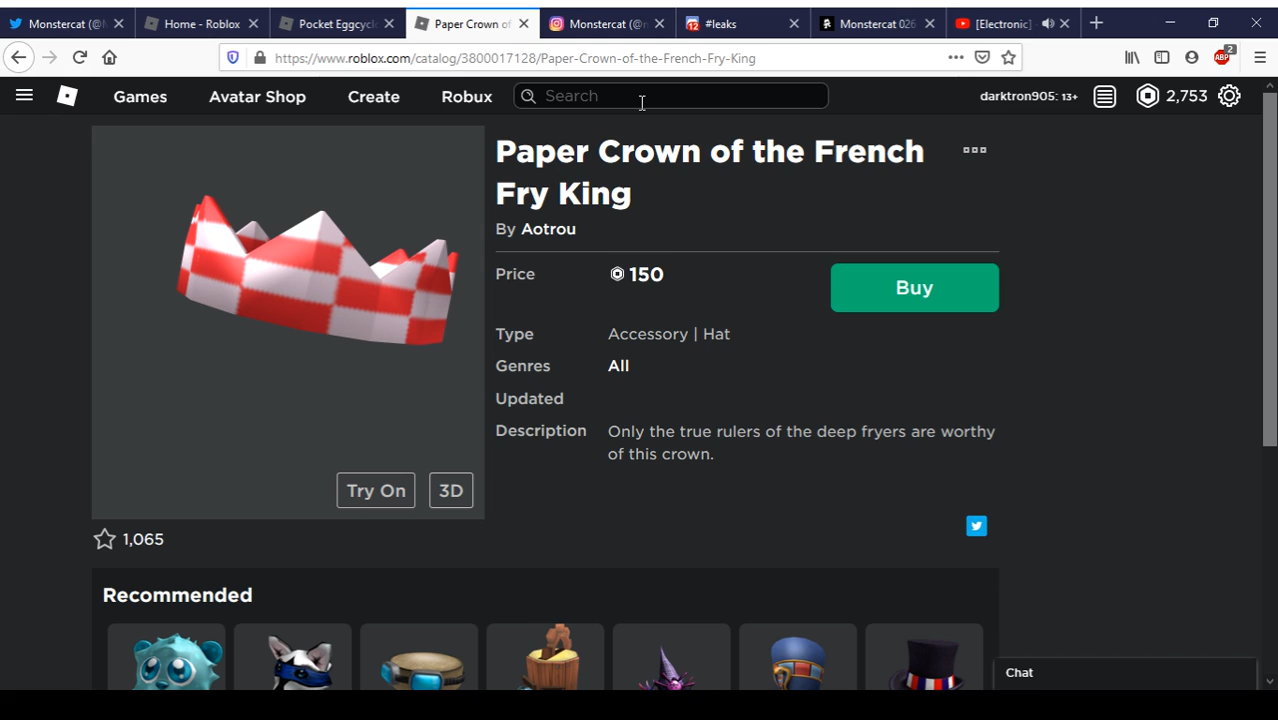 Monstercat (@
Home - Roblox
Pocket Eggcycl
Paper Crown of
Monstercat (@
#leaks
Monstercat 026
[Electronic]
https://www.roblox.com/catalog/3800017128/Paper-Crown-of-the-French-Fry-King
ABP
2
Games
Avatar Shop
Create
Robux
Search
darktron905: 13+
2,753
Paper Crown of the French
Fry King
By Aotrou
Price
150
Buy
Type
Accessory | Hat
Genres
All
Updated
Description
Only the true rulers of the deep fryers are worthy
of this crown.
Try On
3D
1,065
Recommended
Chat